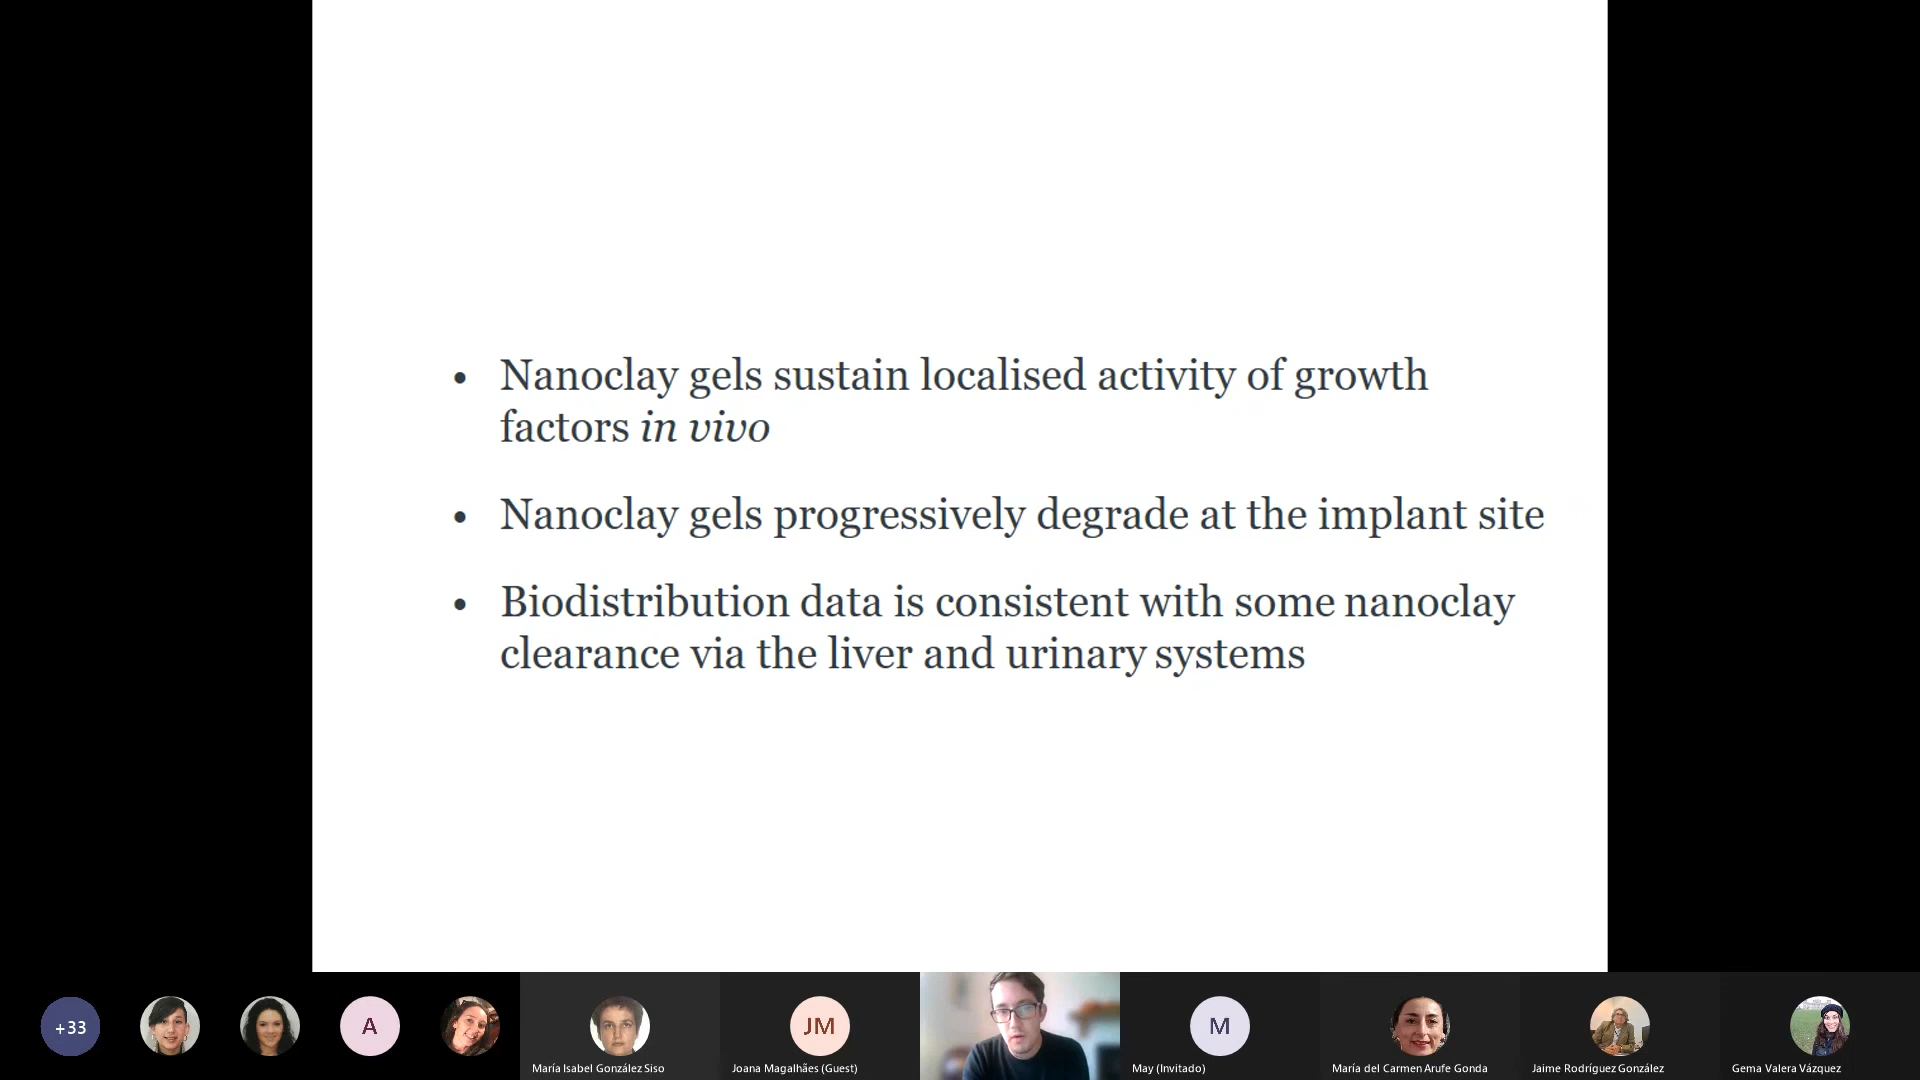 • Nanoclay gels sustain localised activity of growth
factors in vivo
• Nanoclay gels progressively degrade at the implant site
• Biodistribution data is consistent with some nanoclay
clearance via the liver and urinary systems
+33
A
JM
M
María Isabel González Siso
Joana Magalhães (Guest)
May (Invitado)
María del Carmen Arufe Gonda
Jaime Rodríguez González
Gema Valera Vázquez